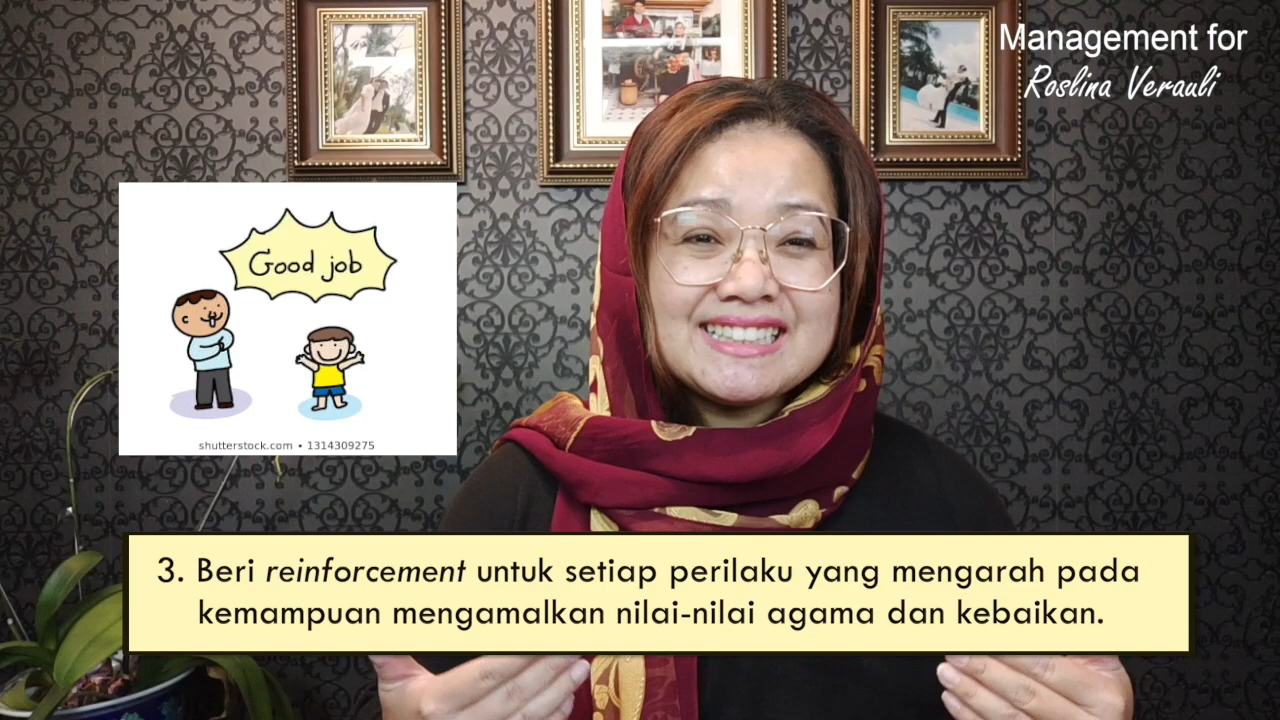 Management for
Roslina Verauli
Good job
shutterstock.com • 1314309275
3. Beri reinforcement untuk setiap perilaku yang mengarah pada
kemampuan mengamalkan nilai-nilai agama dan kebaikan.